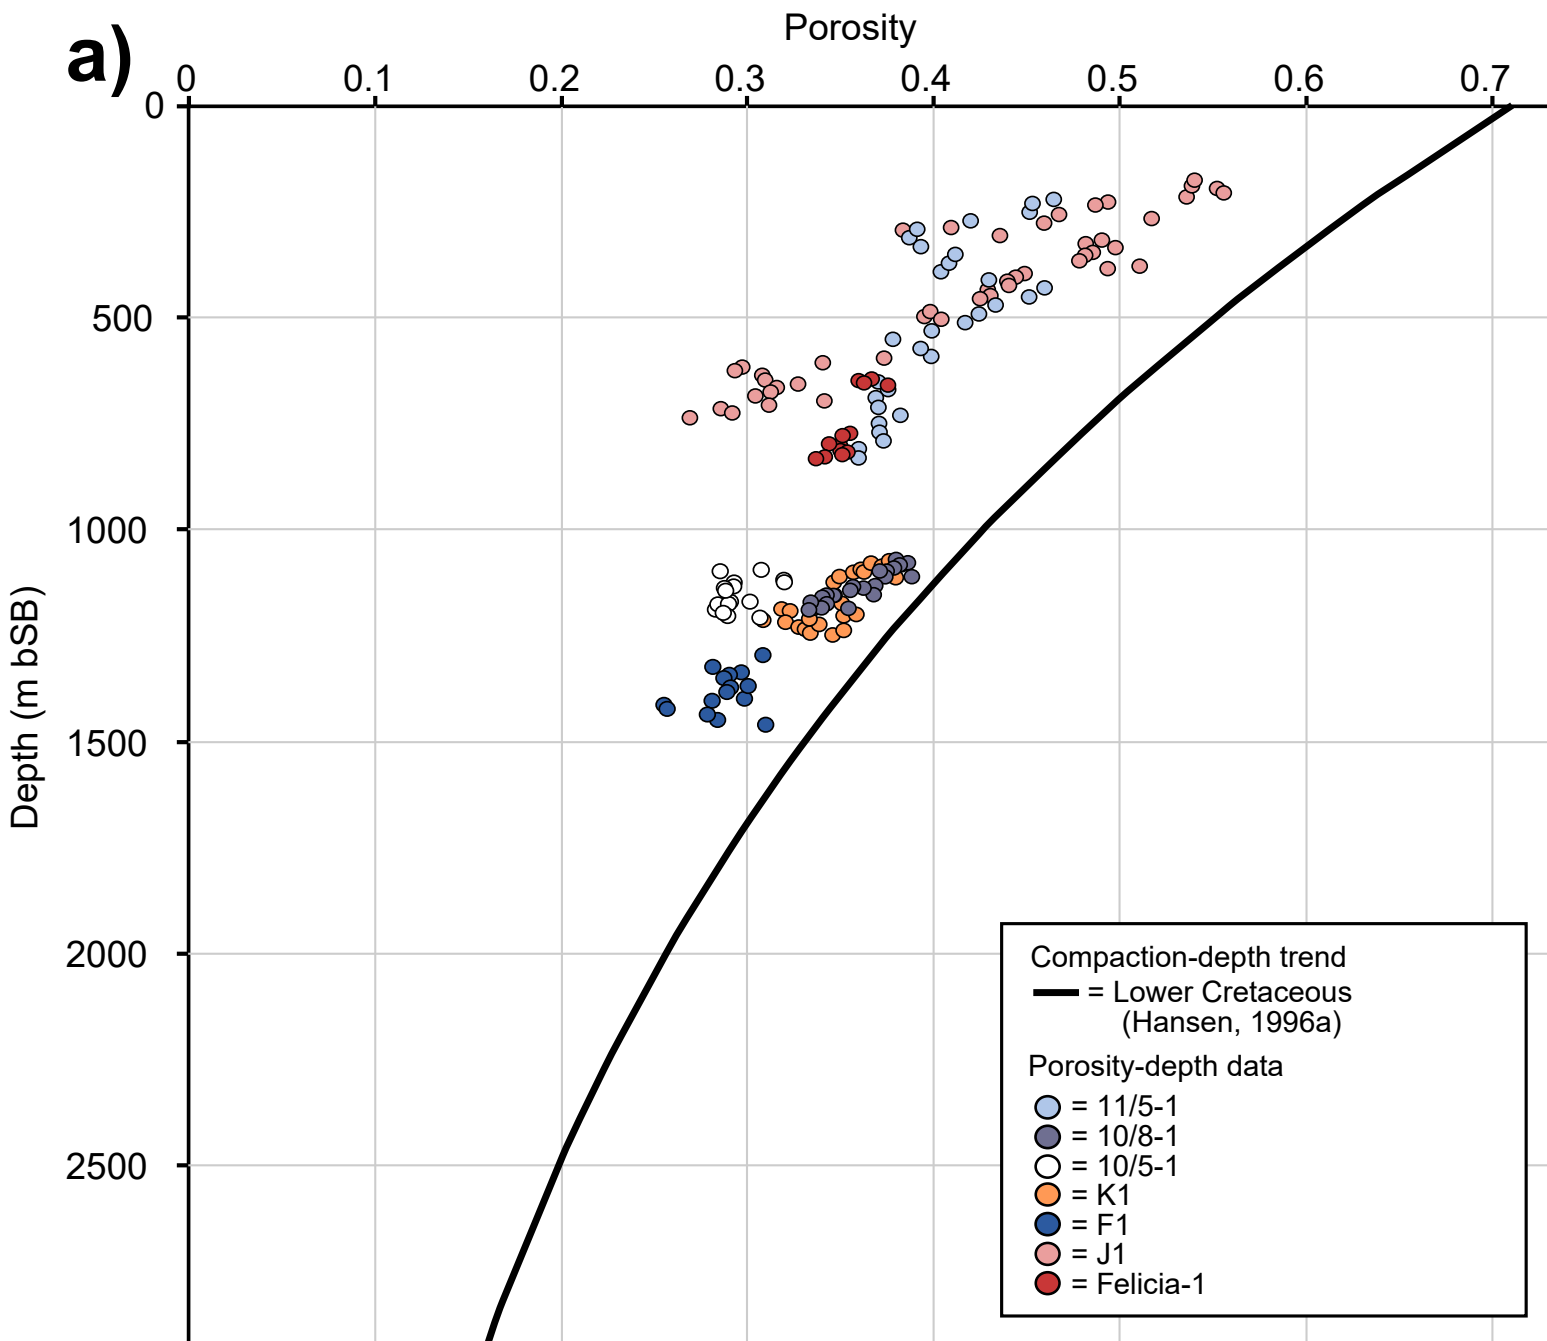 Porosity
a)
0 0.1 0.2 0.3 0.4 0.5 0.6 0.7
0
500
1000
1500
2000
2500
Depth (m bSB)
Compaction-depth trend
= Lower Cretaceous
(Hansen, 1996a)
Porosity-depth data
= 11/5-1
= 10/8-1
= 10/5-1
= K1
= F1
= J1
= Felicia-1